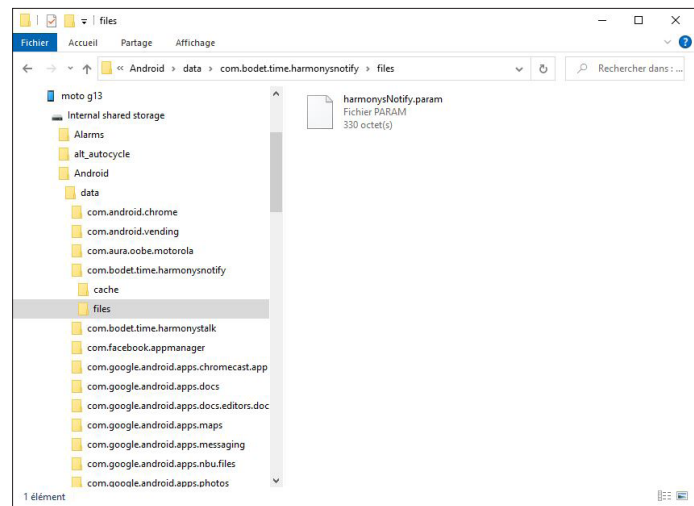 files
Fichier Accueil Partage Affichage
« Android › data › com.bodet.time.harmonysnotify › files
Rechercher dans : ...
moto g13
Internal shared storage
Alarms
alt_autocycle
Android
data
com.android.chrome
com.android.vending
com.aura.oobe.motorola
com.bodet.time.harmonysnotify
cache
files
com.bodet.time.harmonystalk
com.facebook.appmanager
com.google.android.apps.chromecast.app
com.google.android.apps.docs
com.google.android.apps.docs.editors.doc
com.google.android.apps.maps
com.google.android.apps.messaging
com.google.android.apps.nbu.files
com.google.android.apps.photos
harmonysNotify.param
Fichier PARAM
330 octet(s)
1 élément